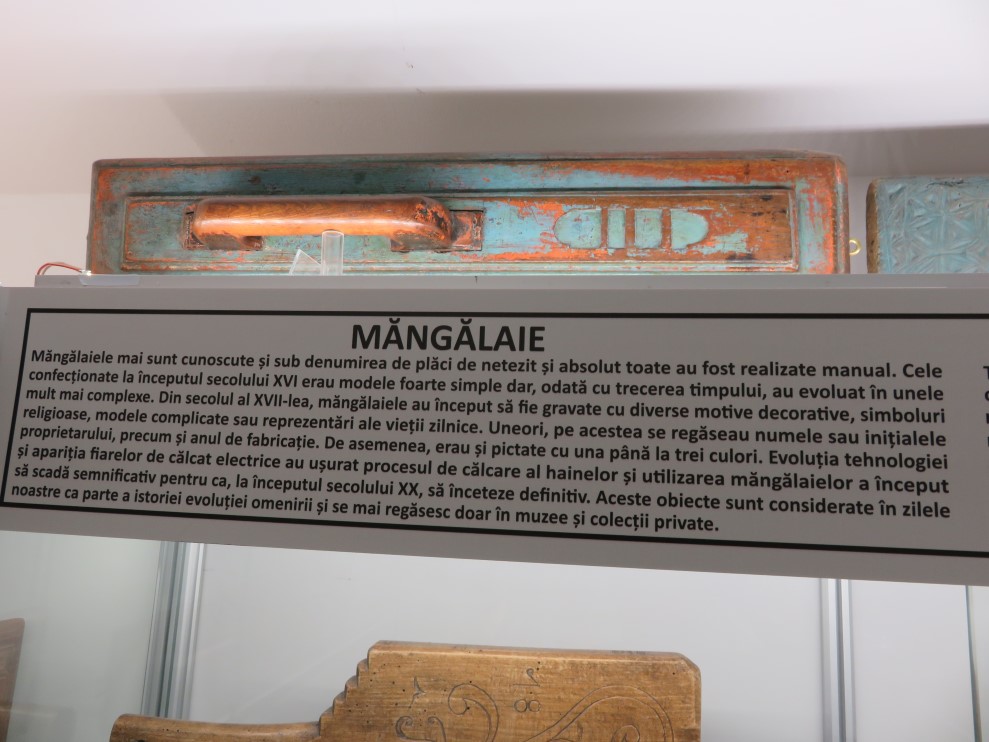 MĂNGĂLAIE
Măngălaiele mai sunt cunoscute și sub denumirea de plăci de netezit și absolut toate au fost realizate manual. Cele
confecționate la începutul secolului XVI erau modele foarte simple dar, odată cu trecerea timpului, au evoluat în unele
mult mai complexe. Din secolul al XVII-lea, măngălaiele au început să fie gravate cu diverse motive decorative, simboluri
religioase, modele complicate sau reprezentări ale vieții zilnice. Uneori, pe acestea se regăseau numele sau inițialele
proprietarului, precum și anul de fabricație. De asemenea, erau și pictate cu una până la trei culori. Evoluția tehnologiei
și apariția fiarelor de călcat electrice au ușurat procesul de călcare al hainelor și utilizarea măngălaielor a început
să scadă semnificativ pentru ca, la începutul secolului XX, să înceteze definitiv. Aceste obiecte sunt considerate în zilele
noastre ca parte a istoriei evoluției omenirii și se mai regăsesc doar în muzee și colecții private.